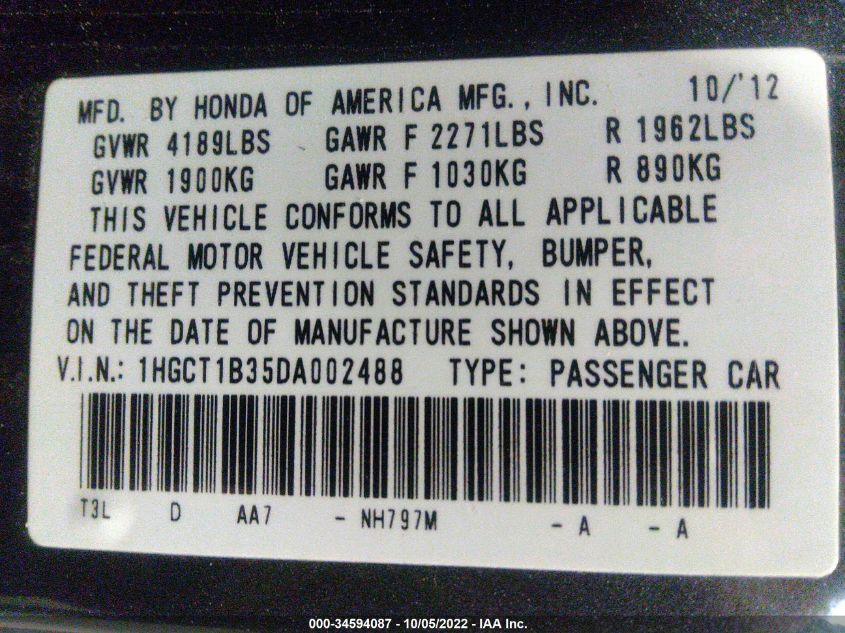 MFD. BY HONDA OF AMERICA MFG., INC. 10/'12
GVWR 4189LBS GAWR F 2271LBS R 1962LBS
GVWR 1900KG GAWR F 1030KG R 890KG
THIS VEHICLE CONFORMS TO ALL APPLICABLE
FEDERAL MOTOR VEHICLE SAFETY, BUMPER,
AND THEFT PREVENTION STANDARDS IN EFFECT
ON THE DATE OF MANUFACTURE SHOWN ABOVE.
V.I.N.: 1HGCT1B35DA002488 TYPE: PASSENGER CAR
T3L D AA7 - NH797M - A - A
000-34594087 - 10/05/2022 - IAA Inc.